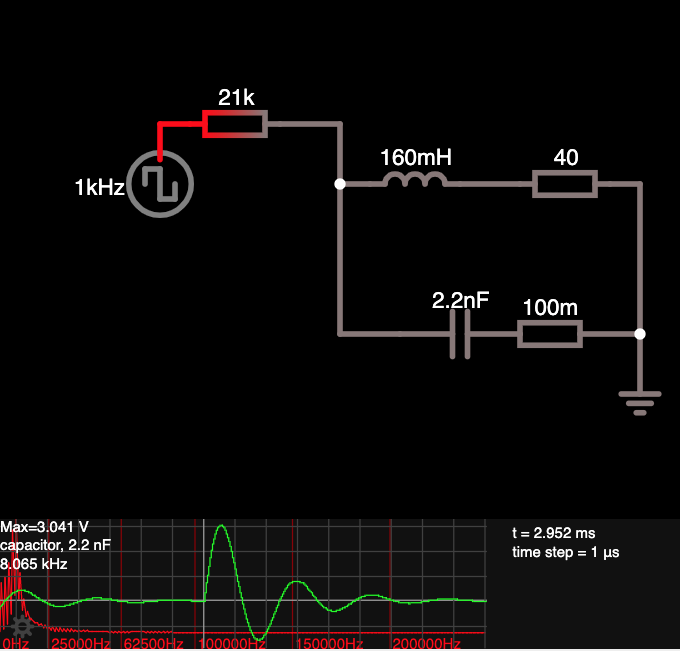 21k
160mH
40
1kHz
2.2nF
100m
Max=3.041 V
capacitor, 2.2 nF
8.065 kHz
t = 2.952 ms
time step = 1 µs
0Hz 25000Hz 62500Hz 100000Hz 150000Hz 200000Hz